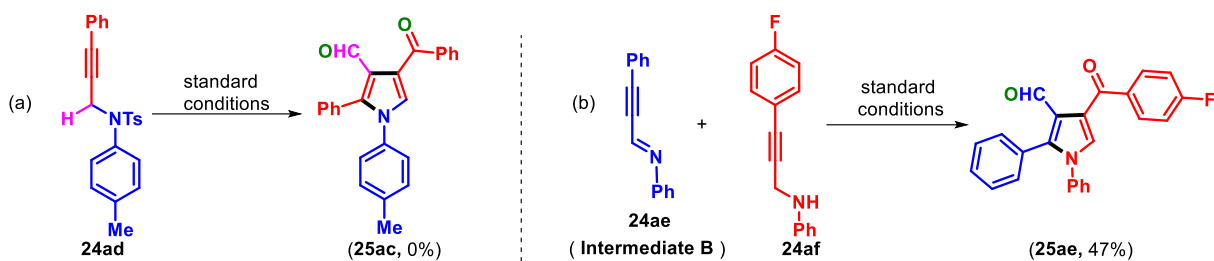 (a)
Ph
H
N
Ts
Me
24ad
standard
conditions
OHC
O
Ph
Ph
N
Me
(25ac, 0%)
(b)
Ph
N
Ph
24ae
( Intermediate B )
+
F
NH
Ph
24af
standard
conditions
OHC
O
F
N
Ph
(25ae, 47%)